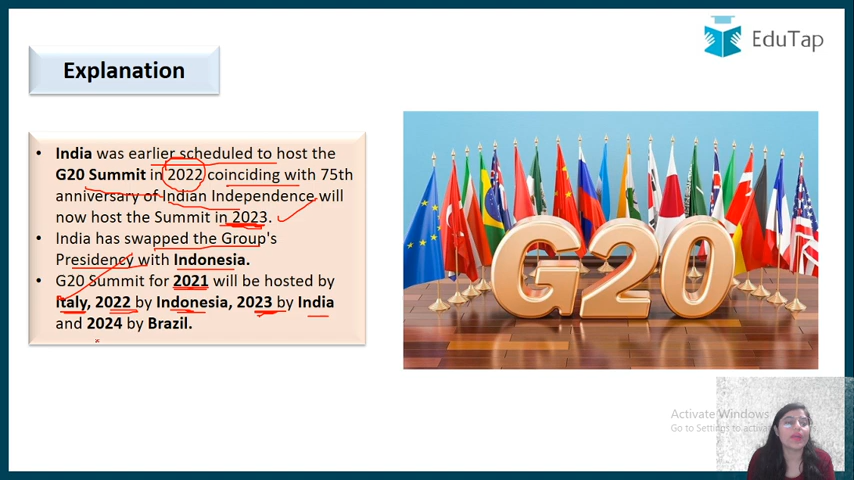 EduTap
Explanation
• India was earlier scheduled to host the
G20 Summit in 2022 coinciding with 75th
anniversary of Indian Independence will
now host the Summit in 2023.
• India has swapped the Group's
Presidency with Indonesia.
• G20 Summit for 2021 will be hosted by
Italy, 2022 by Indonesia, 2023 by India
and 2024 by Brazil.
G20
Activate Windows
Go to Settings to activate